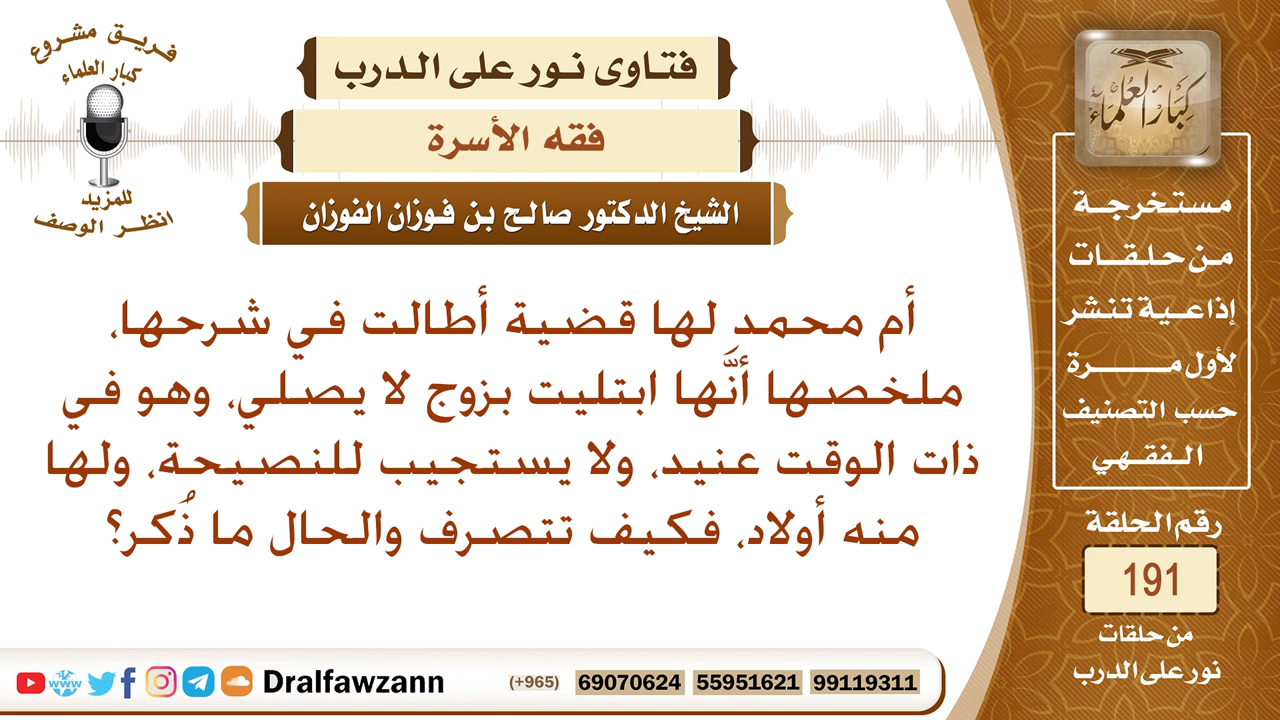 فريق مشروع
كبار العلماء
للمزيد
انظر الوصف
فتاوى نور على الدرب
فقه الأسرة
الشيخ الدكتور صالح بن فوزان الفوزان
أم محمد لها قضية أطالت في شرحها،
ملخصها أنَّها ابتليت بزوج لا يصلي، وهو في
ذات الوقت عنيد، ولا يستجيب للنصيحة، ولها
منه أولاد، فكيف تتصرف والحال ما ذُكر؟
كبار العلماء
مستخرجة
من حلقات
إذاعية تنشر
لأول مرة
حسب التصنيف
الفقهي
رقم الحلقة
191
من حلقات
نور على الدرب
www
Dralfawzann
(+965) 69070624 55951621 99119311